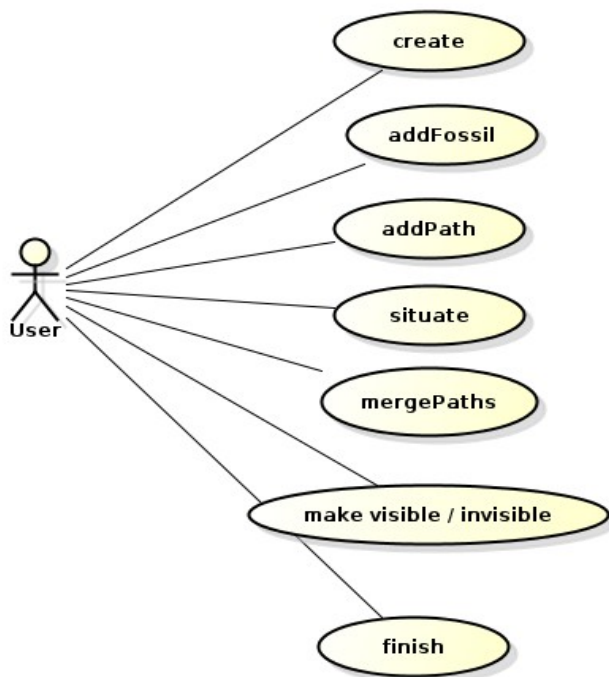 create
addFossil
addPath
situate
User
mergePaths
make visible / invisible
finish